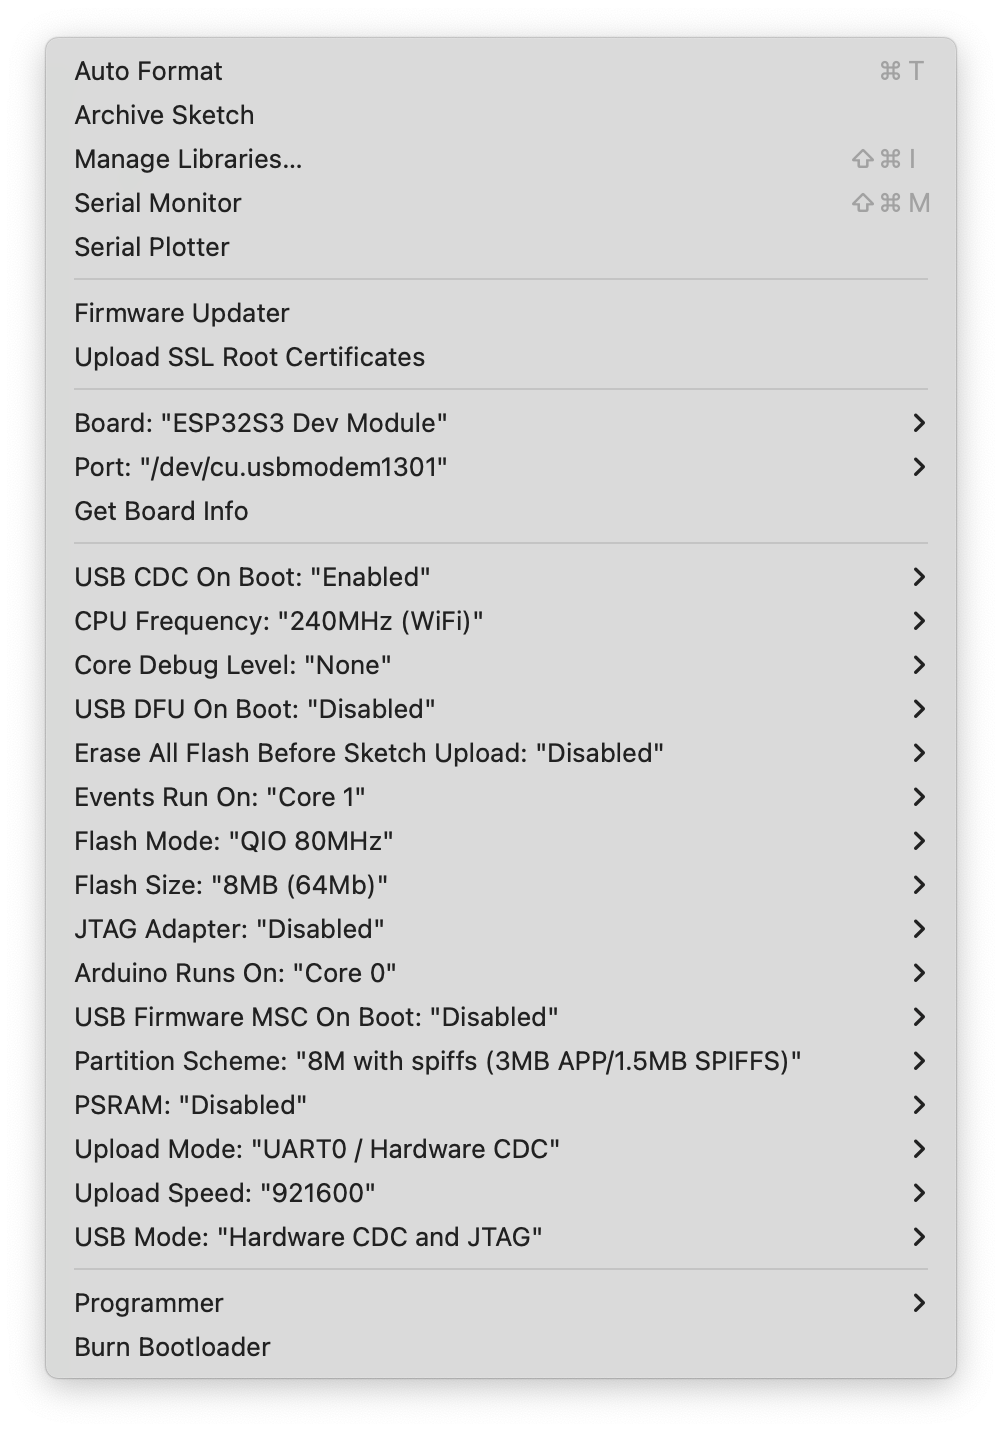 Auto Format ⌘ T
Archive Sketch
Manage Libraries... ⇧ ⌘ I
Serial Monitor ⇧ ⌘ M
Serial Plotter
Firmware Updater
Upload SSL Root Certificates
Board: "ESP32S3 Dev Module"
Port: "/dev/cu.usbmodem1301"
Get Board Info
USB CDC On Boot: "Enabled"
CPU Frequency: "240MHz (WiFi)"
Core Debug Level: "None"
USB DFU On Boot: "Disabled"
Erase All Flash Before Sketch Upload: "Disabled"
Events Run On: "Core 1"
Flash Mode: "QIO 80MHz"
Flash Size: "8MB (64Mb)"
JTAG Adapter: "Disabled"
Arduino Runs On: "Core 0"
USB Firmware MSC On Boot: "Disabled"
Partition Scheme: "8M with spiffs (3MB APP/1.5MB SPIFFS)"
PSRAM: "Disabled"
Upload Mode: "UART0 / Hardware CDC"
Upload Speed: "921600"
USB Mode: "Hardware CDC and JTAG"
Programmer
Burn Bootloader